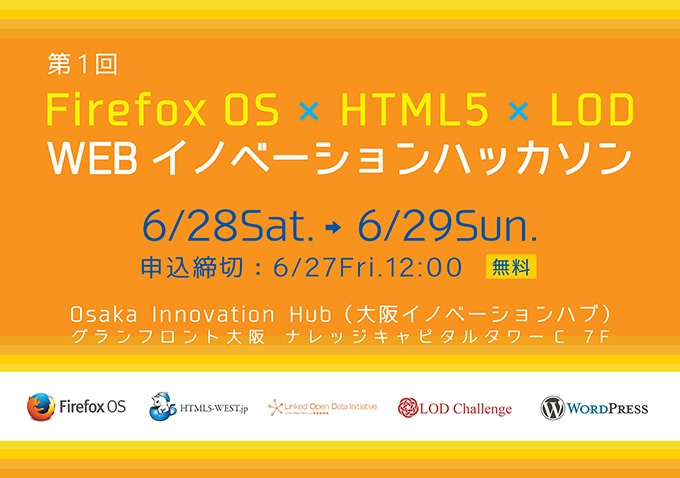 第1回
Firefox OS × HTML5 × LOD
WEB イノベーションハッカソン
6/28Sat. → 6/29Sun.
申込締切：6/27Fri.12:00 無料
Osaka Innovation Hub（大阪イノベーションハブ）
グランフロント大阪 ナレッジキャピタルタワーC 7F
Firefox OS HTML5-WEST.jp Linked Open Data Initiative LOD Challenge WORDPRESS